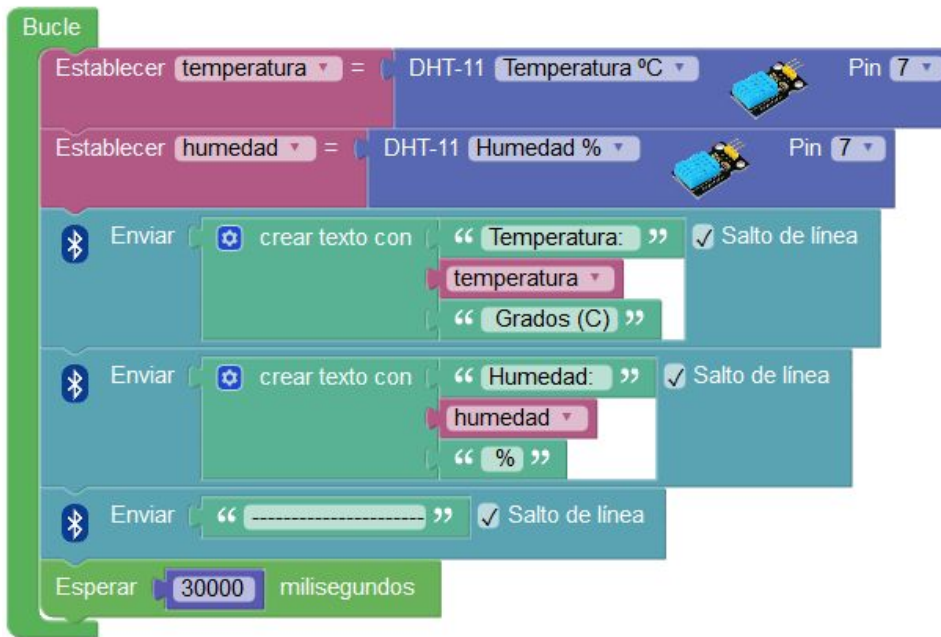 Bucle
Establecer temperatura = DHT-11 Temperatura ºC Pin 7
Establecer humedad = DHT-11 Humedad % Pin 7
Enviar crear texto con “ Temperatura: ” Salto de línea
temperatura
“ Grados (C) ”
Enviar crear texto con “ Humedad: ” Salto de línea
humedad
“ % ”
Enviar “ ---------------------- ” Salto de línea
Esperar 30000 milisegundos